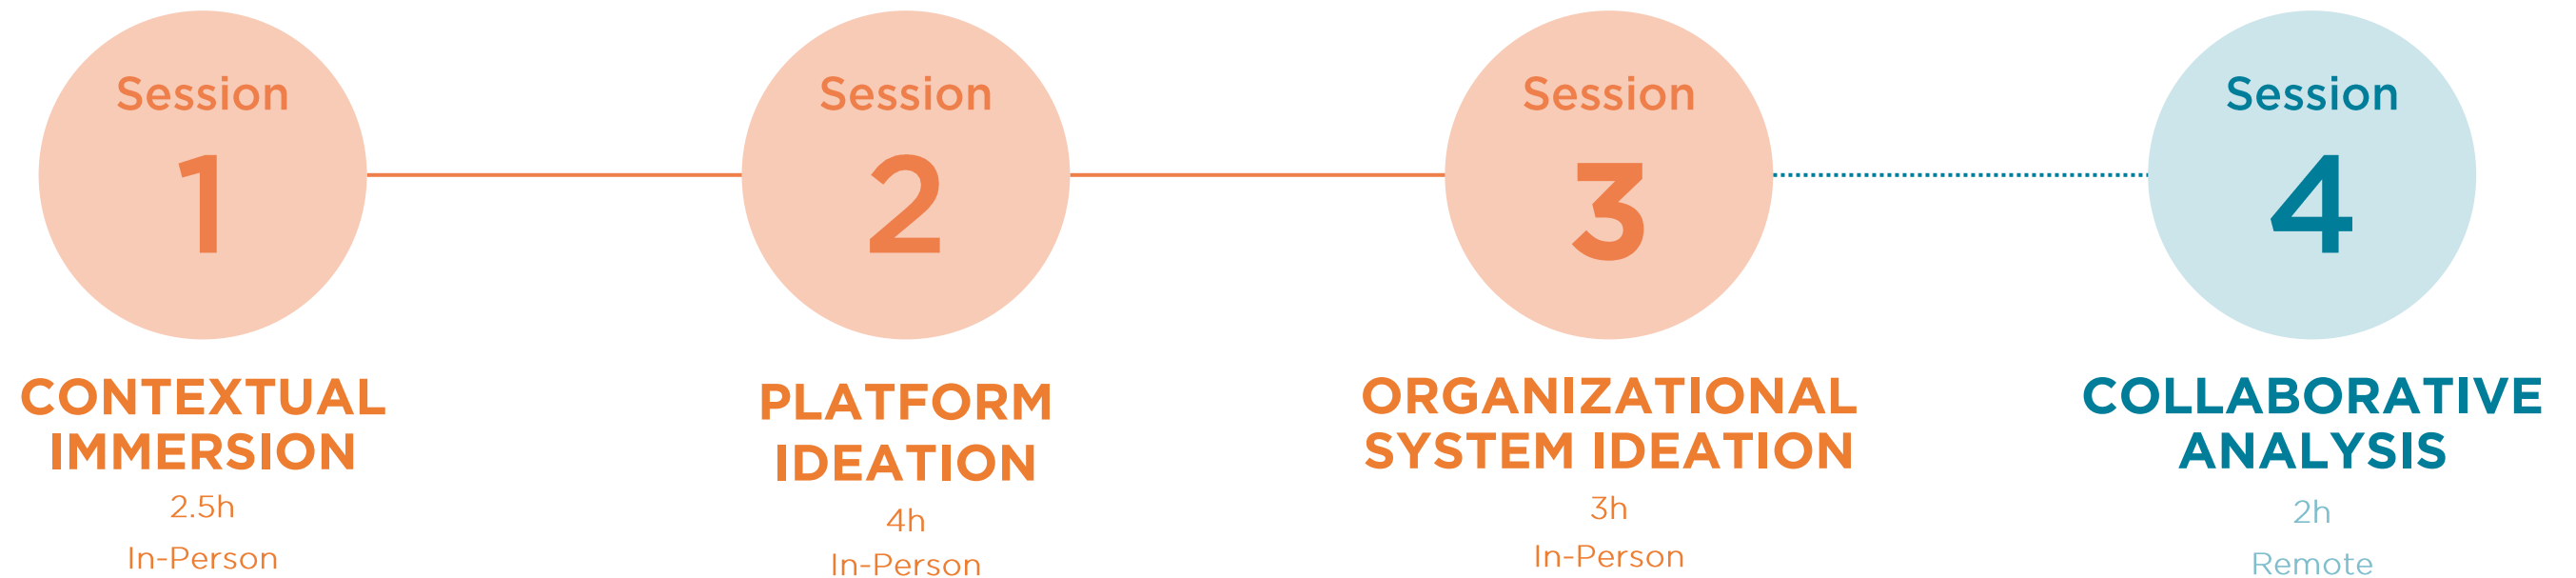 Session
1
CONTEXTUAL
IMMERSION
2.5h
In-Person
Session
2
PLATFORM
IDEATION
4h
In-Person
Session
3
ORGANIZATIONAL
SYSTEM IDEATION
3h
In-Person
Session
4
COLLABORATIVE
ANALYSIS
2h
Remote